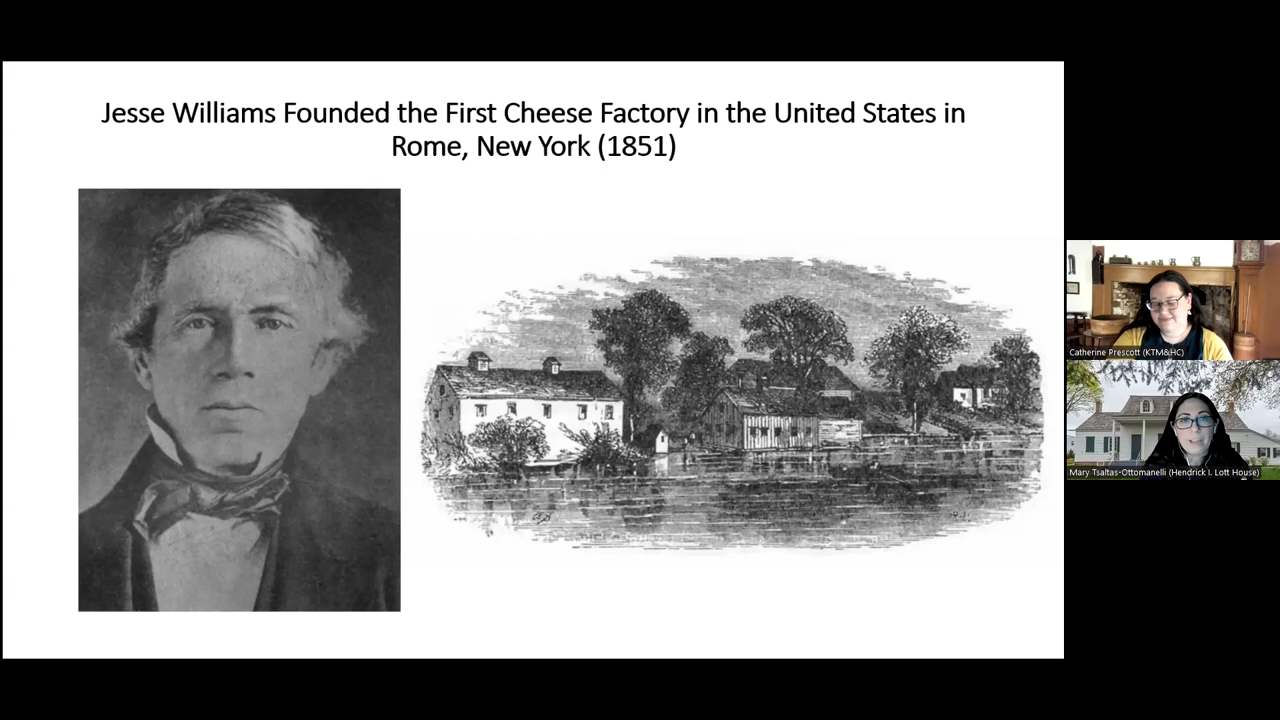 Jesse Williams Founded the First Cheese Factory in the United States in
Rome, New York (1851)
Catherine Prescott (KTM&HC)
Mary Tsaltas-Ottomanelli (Hendrick I. Lott House)